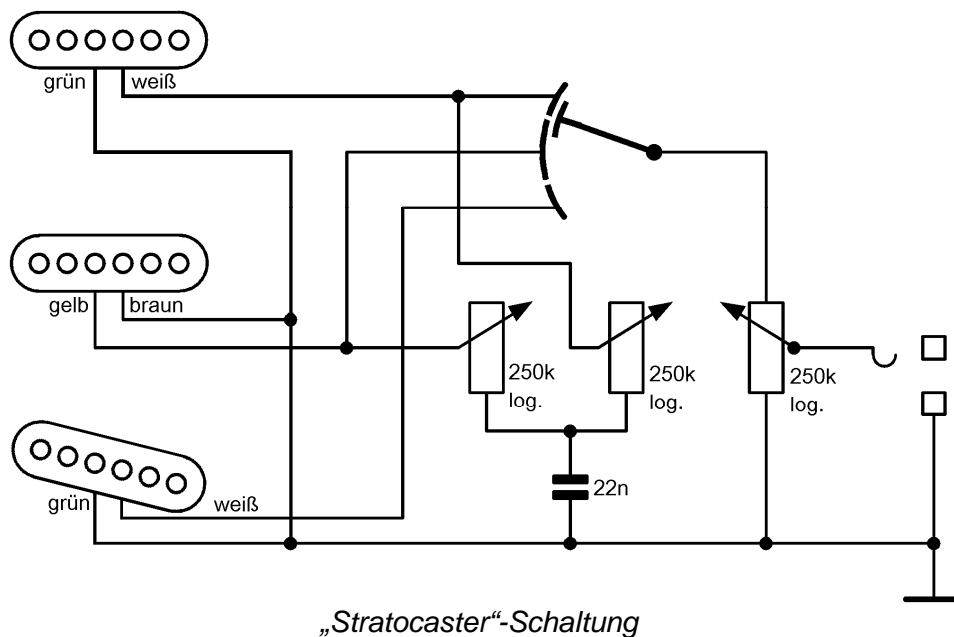 grün weiß
gelb braun
250k
log.
250k
log.
250k
log.
grün weiß
22n
„Stratocaster“-Schaltung